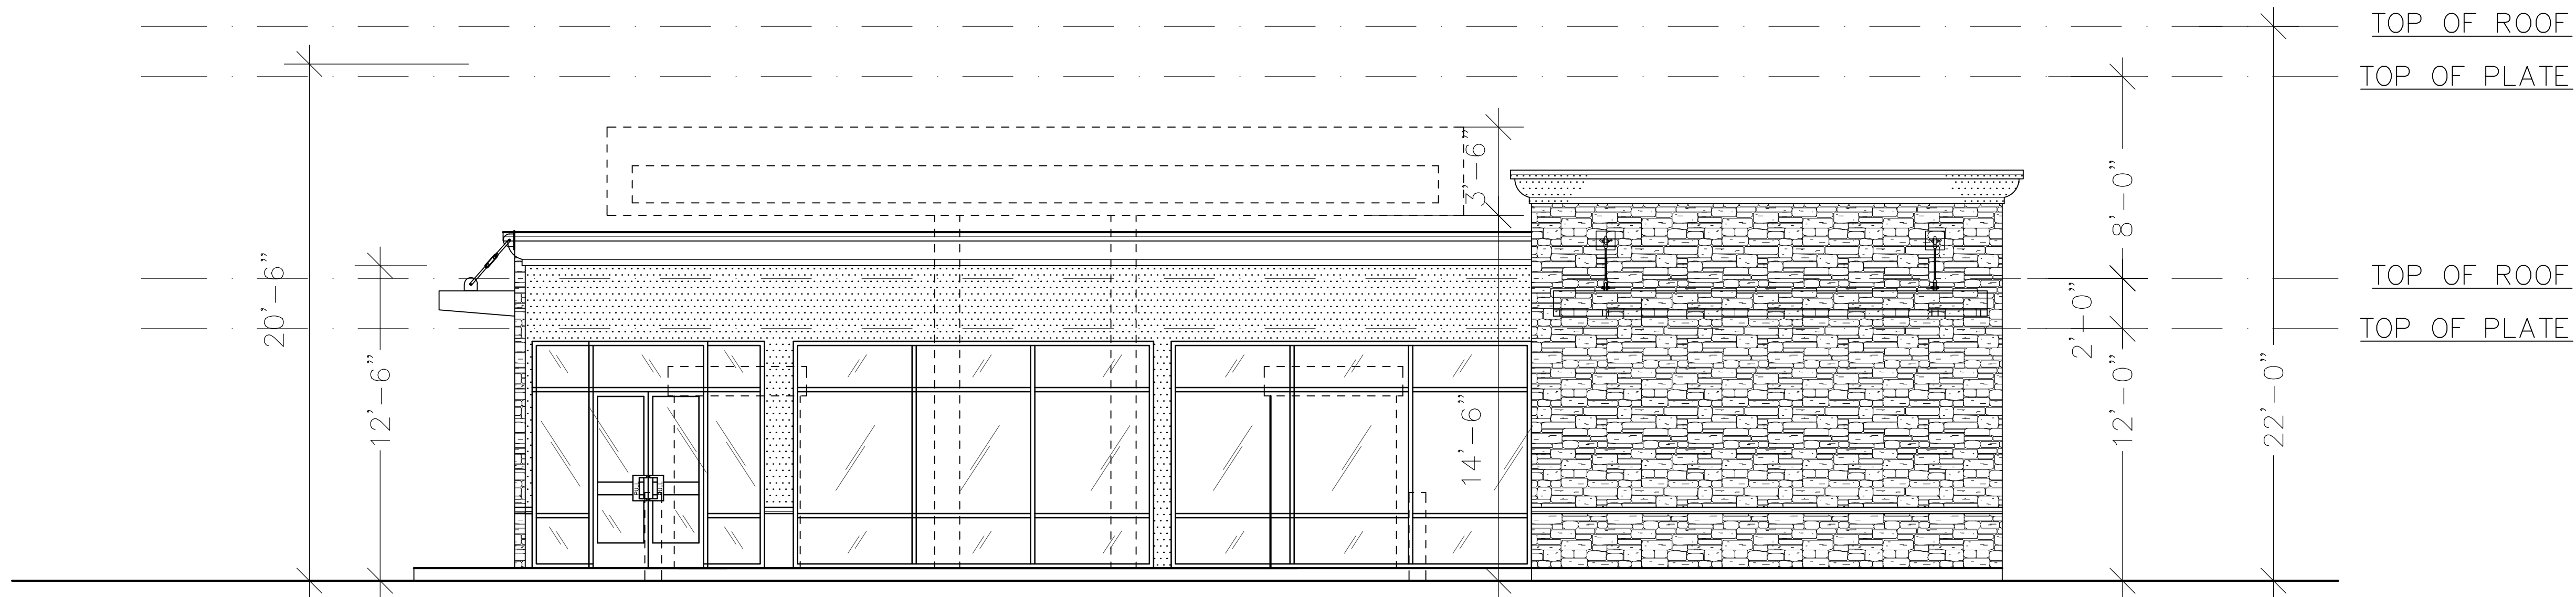 TOP OF ROOF
TOP OF PLATE
3'-6"
8'-0"
20'-6"
TOP OF ROOF
2'-0"
TOP OF PLATE
12'-6"
14'-6"
12'-0"
22'-0"